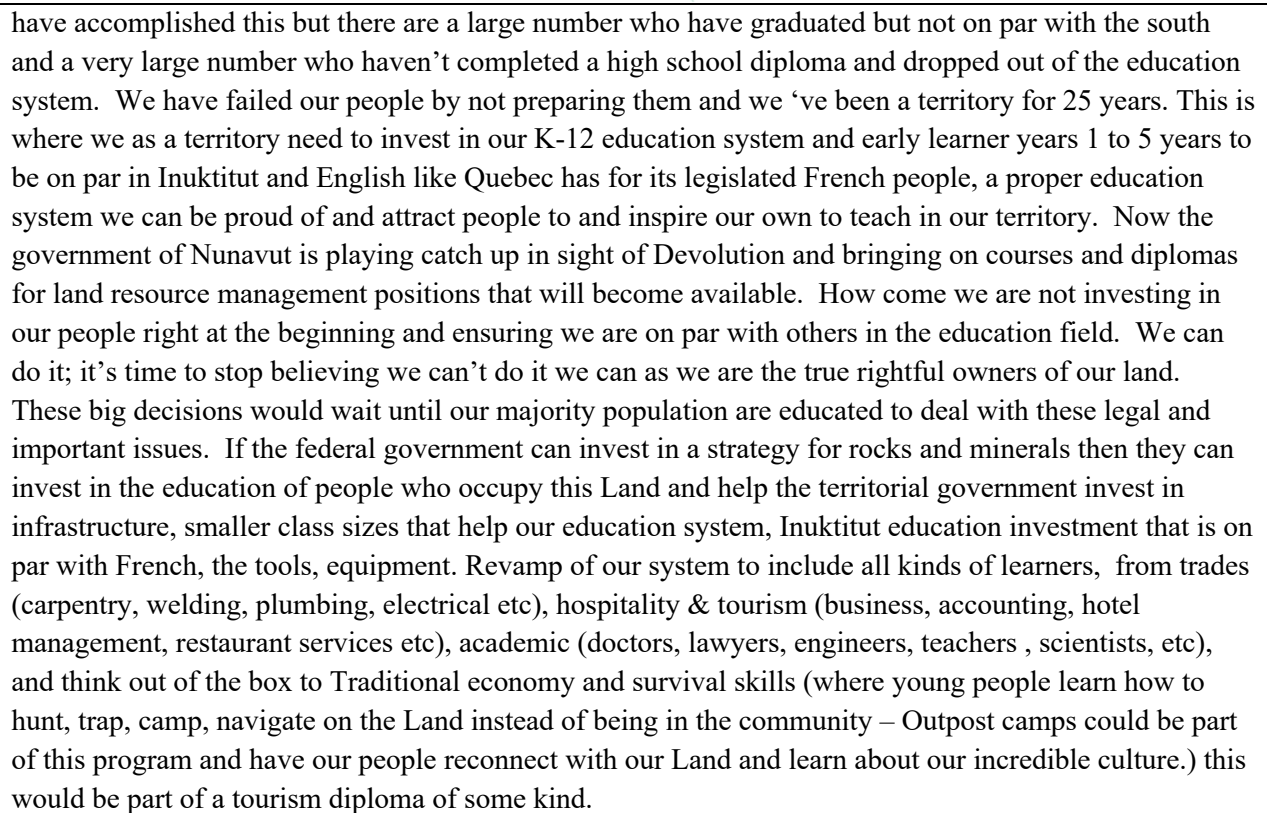 have accomplished this but there are a large number who have graduated but not on par with the south
and a very large number who haven’t completed a high school diploma and dropped out of the education
system.  We have failed our people by not preparing them and we ‘ve been a territory for 25 years. This is
where we as a territory need to invest in our K-12 education system and early learner years 1 to 5 years to
be on par in Inuktitut and English like Quebec has for its legislated French people, a proper education
system we can be proud of and attract people to and inspire our own to teach in our territory.  Now the
government of Nunavut is playing catch up in sight of Devolution and bringing on courses and diplomas
for land resource management positions that will become available.  How come we are not investing in
our people right at the beginning and ensuring we are on par with others in the education field.  We can
do it; it’s time to stop believing we can’t do it we can as we are the true rightful owners of our land.
These big decisions would wait until our majority population are educated to deal with these legal and
important issues.  If the federal government can invest in a strategy for rocks and minerals then they can
invest in the education of people who occupy this Land and help the territorial government invest in
infrastructure, smaller class sizes that help our education system, Inuktitut education investment that is on
par with French, the tools, equipment. Revamp of our system to include all kinds of learners,  from trades
(carpentry, welding, plumbing, electrical etc), hospitality & tourism (business, accounting, hotel
management, restaurant services etc), academic (doctors, lawyers, engineers, teachers , scientists, etc),
and think out of the box to Traditional economy and survival skills (where young people learn how to
hunt, trap, camp, navigate on the Land instead of being in the community – Outpost camps could be part
of this program and have our people reconnect with our Land and learn about our incredible culture.) this
would be part of a tourism diploma of some kind.